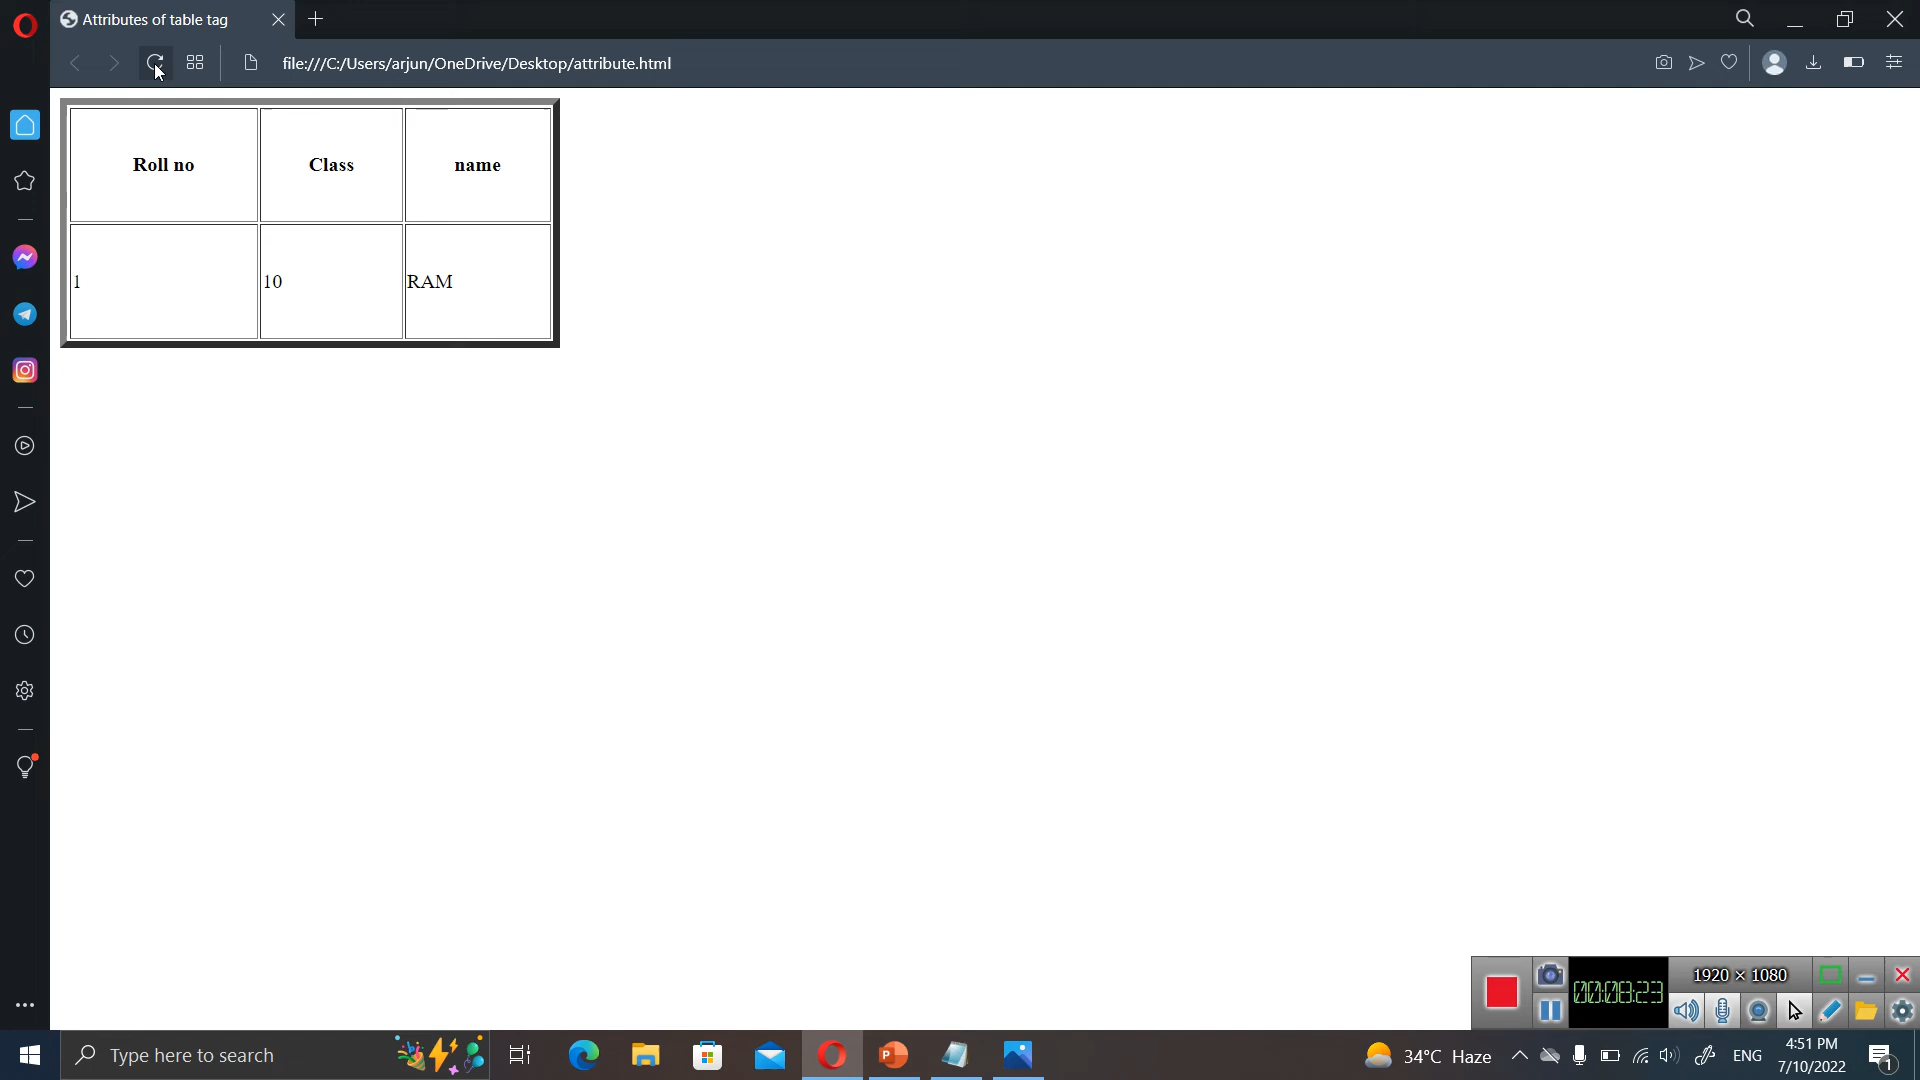 Attributes of table tag
file:///C:/Users/arjun/OneDrive/Desktop/attribute.html
Roll no Class name
1 10 RAM
00:08:23
1920 × 1080
Type here to search
P
34°C Haze
ENG
4:51 PM
7/10/2022
1